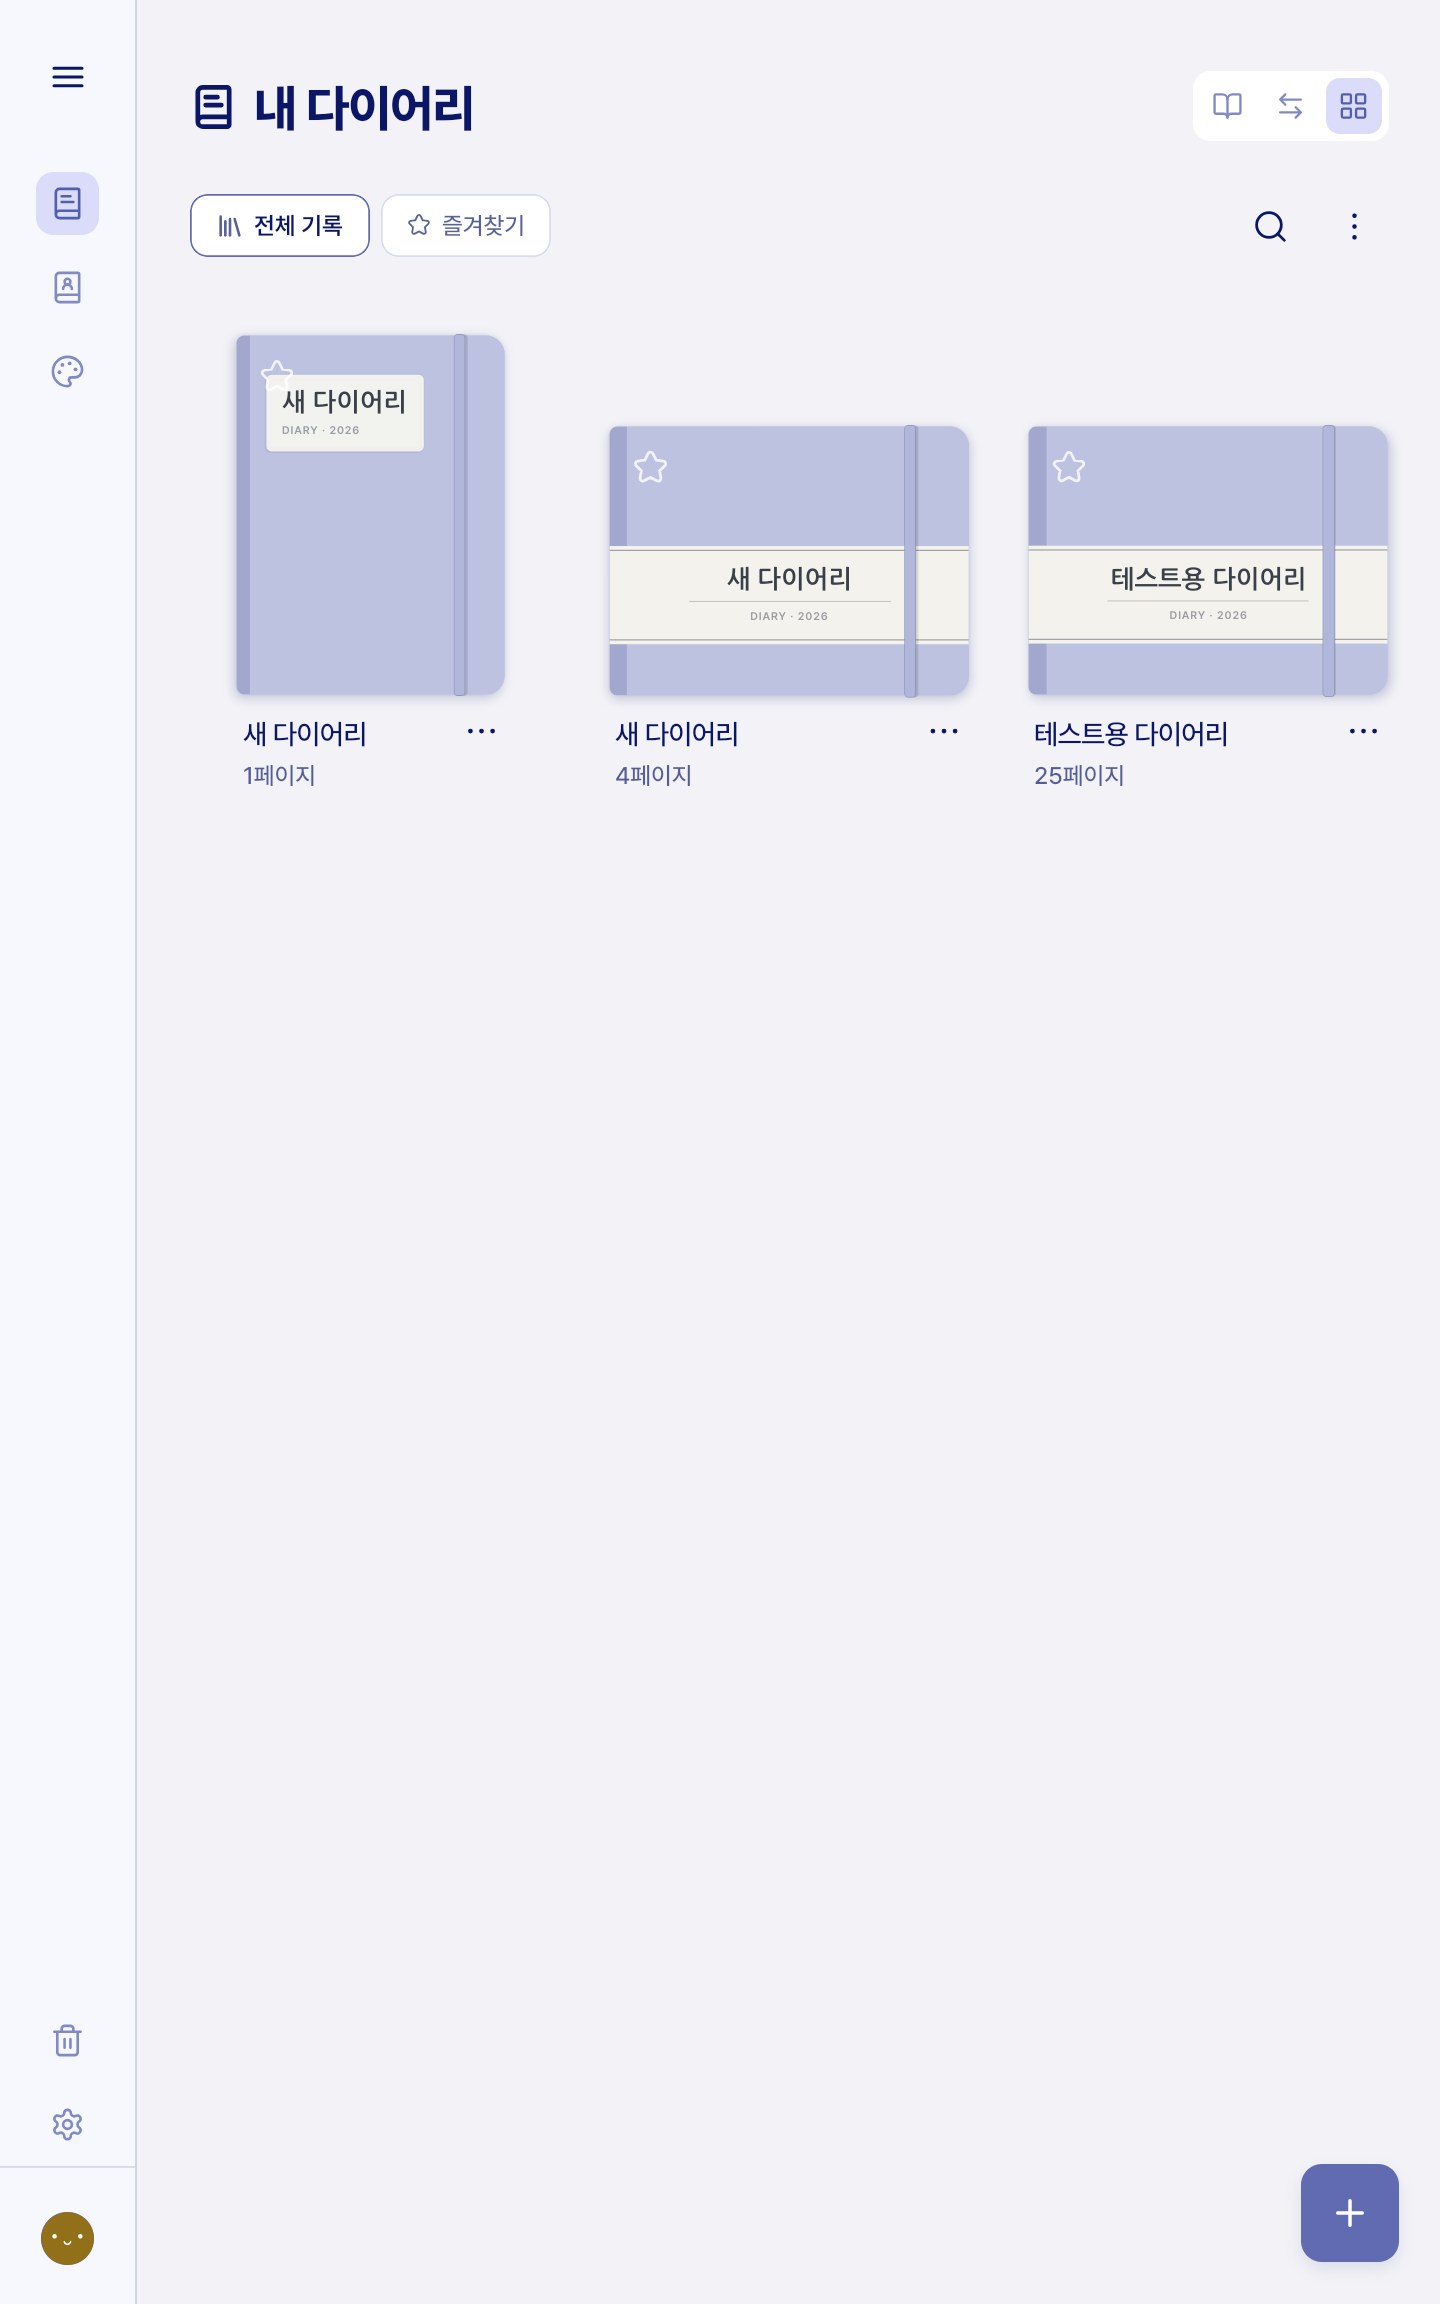 내 다이어리
전체 기록
즐겨찾기
새 다이어리
DIARY · 2026
새 다이어리
1페이지
새 다이어리
DIARY · 2026
새 다이어리
4페이지
테스트용 다이어리
DIARY · 2026
테스트용 다이어리
25페이지